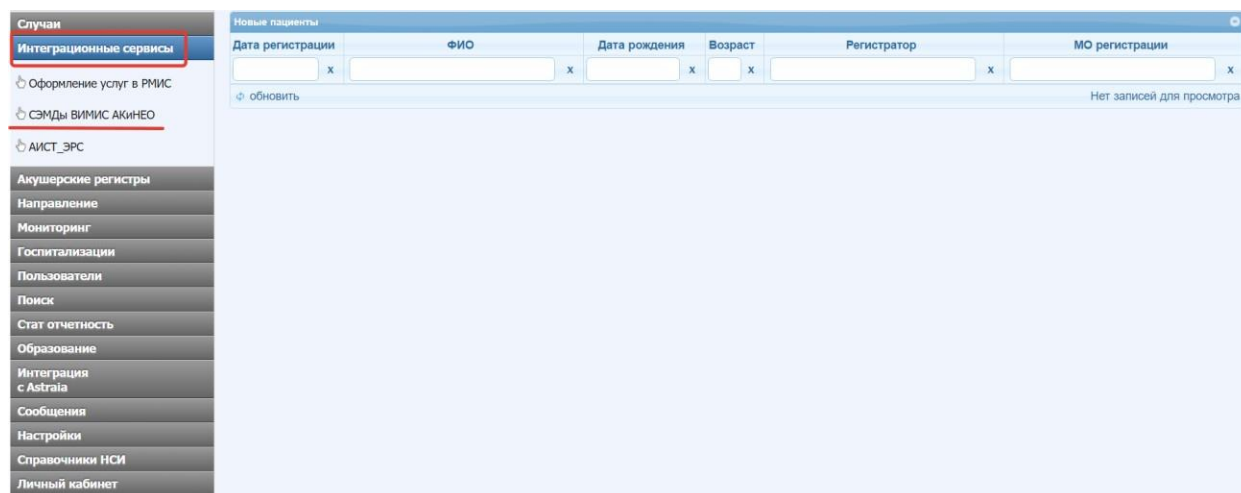 Случаи
Интеграционные сервисы
Оформление услуг в РМИС
СЭМДы ВИМИС АКиНЕО
АИСТ_ЭРС
Акушерские регистры
Направление
Мониторинг
Госпитализации
Пользователи
Поиск
Стат отчетность
Образование
Интеграция
с Astraia
Сообщения
Настройки
Справочники НСИ
Личный кабинет
Новые пациенты
Дата регистрации ФИО Дата рождения Возраст Регистратор МО регистрации
x x x x x x
обновить Нет записей для просмотра